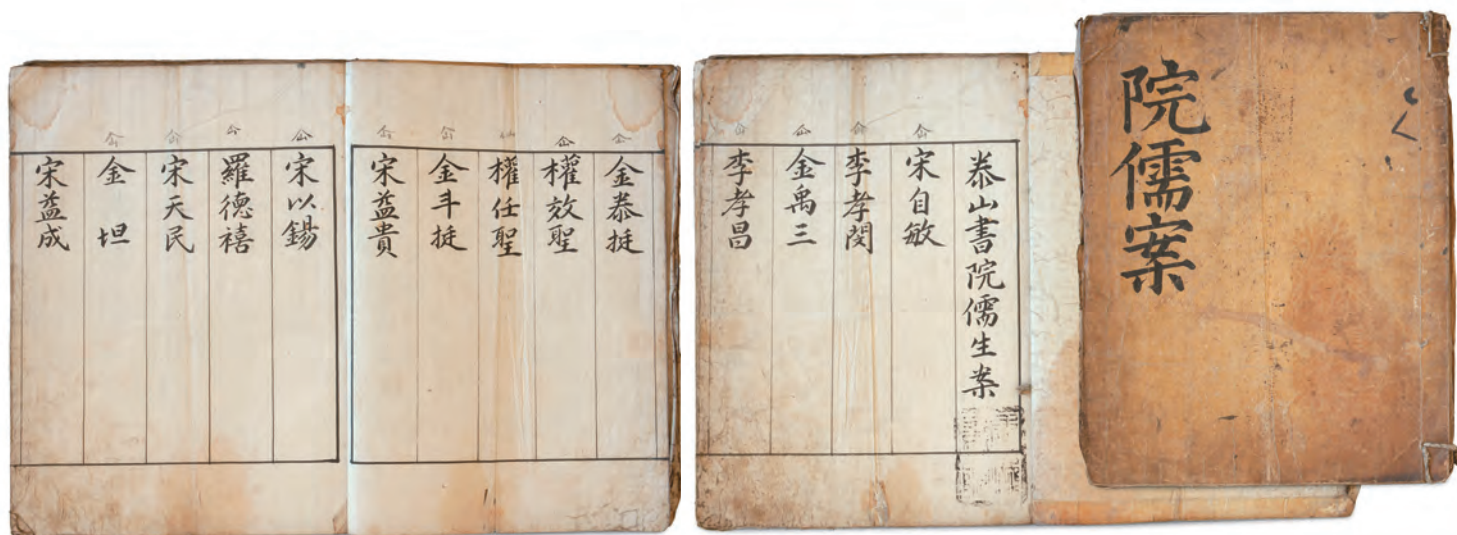 院儒案
泰山書院儒生案
宋自敏
李孝閔
金禹三
李孝昌
金泰挺
權效聖
權任聖
金斗挺
宋益貴
宋以錫
羅德禧
宋天民
金坦
宋益成